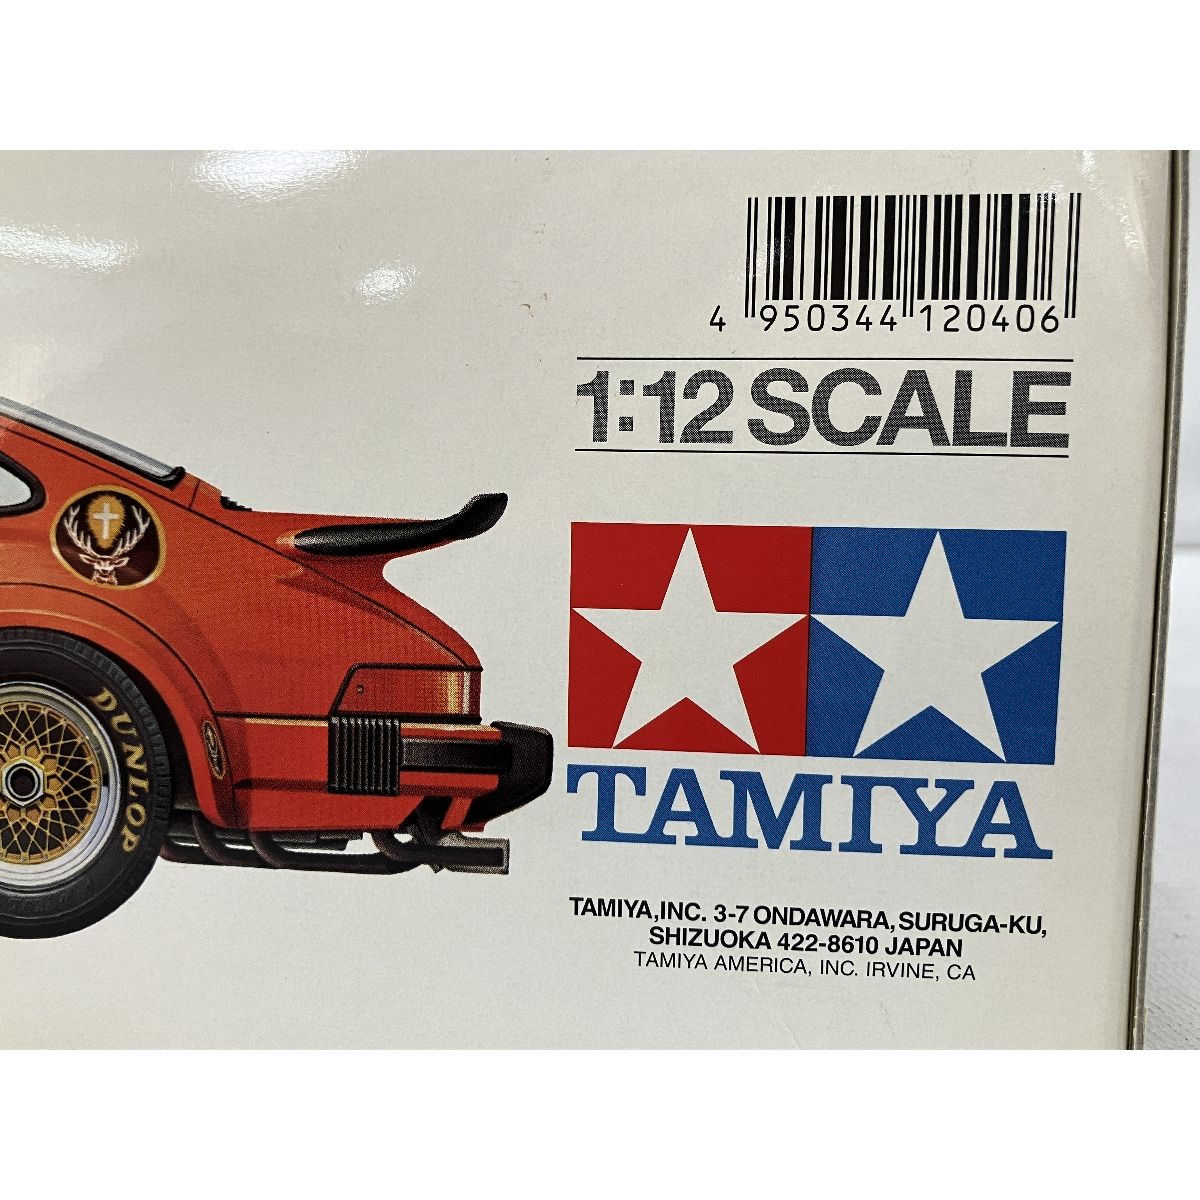 4 950344 120406
1:12 SCALE
DUNLOP
TAMIYA
TAMIYA,INC. 3-7 ONDAWARA, SURUGA-KU,
SHIZUOKA 422-8610 JAPAN
TAMIYA AMERICA, INC. IRVINE, CA